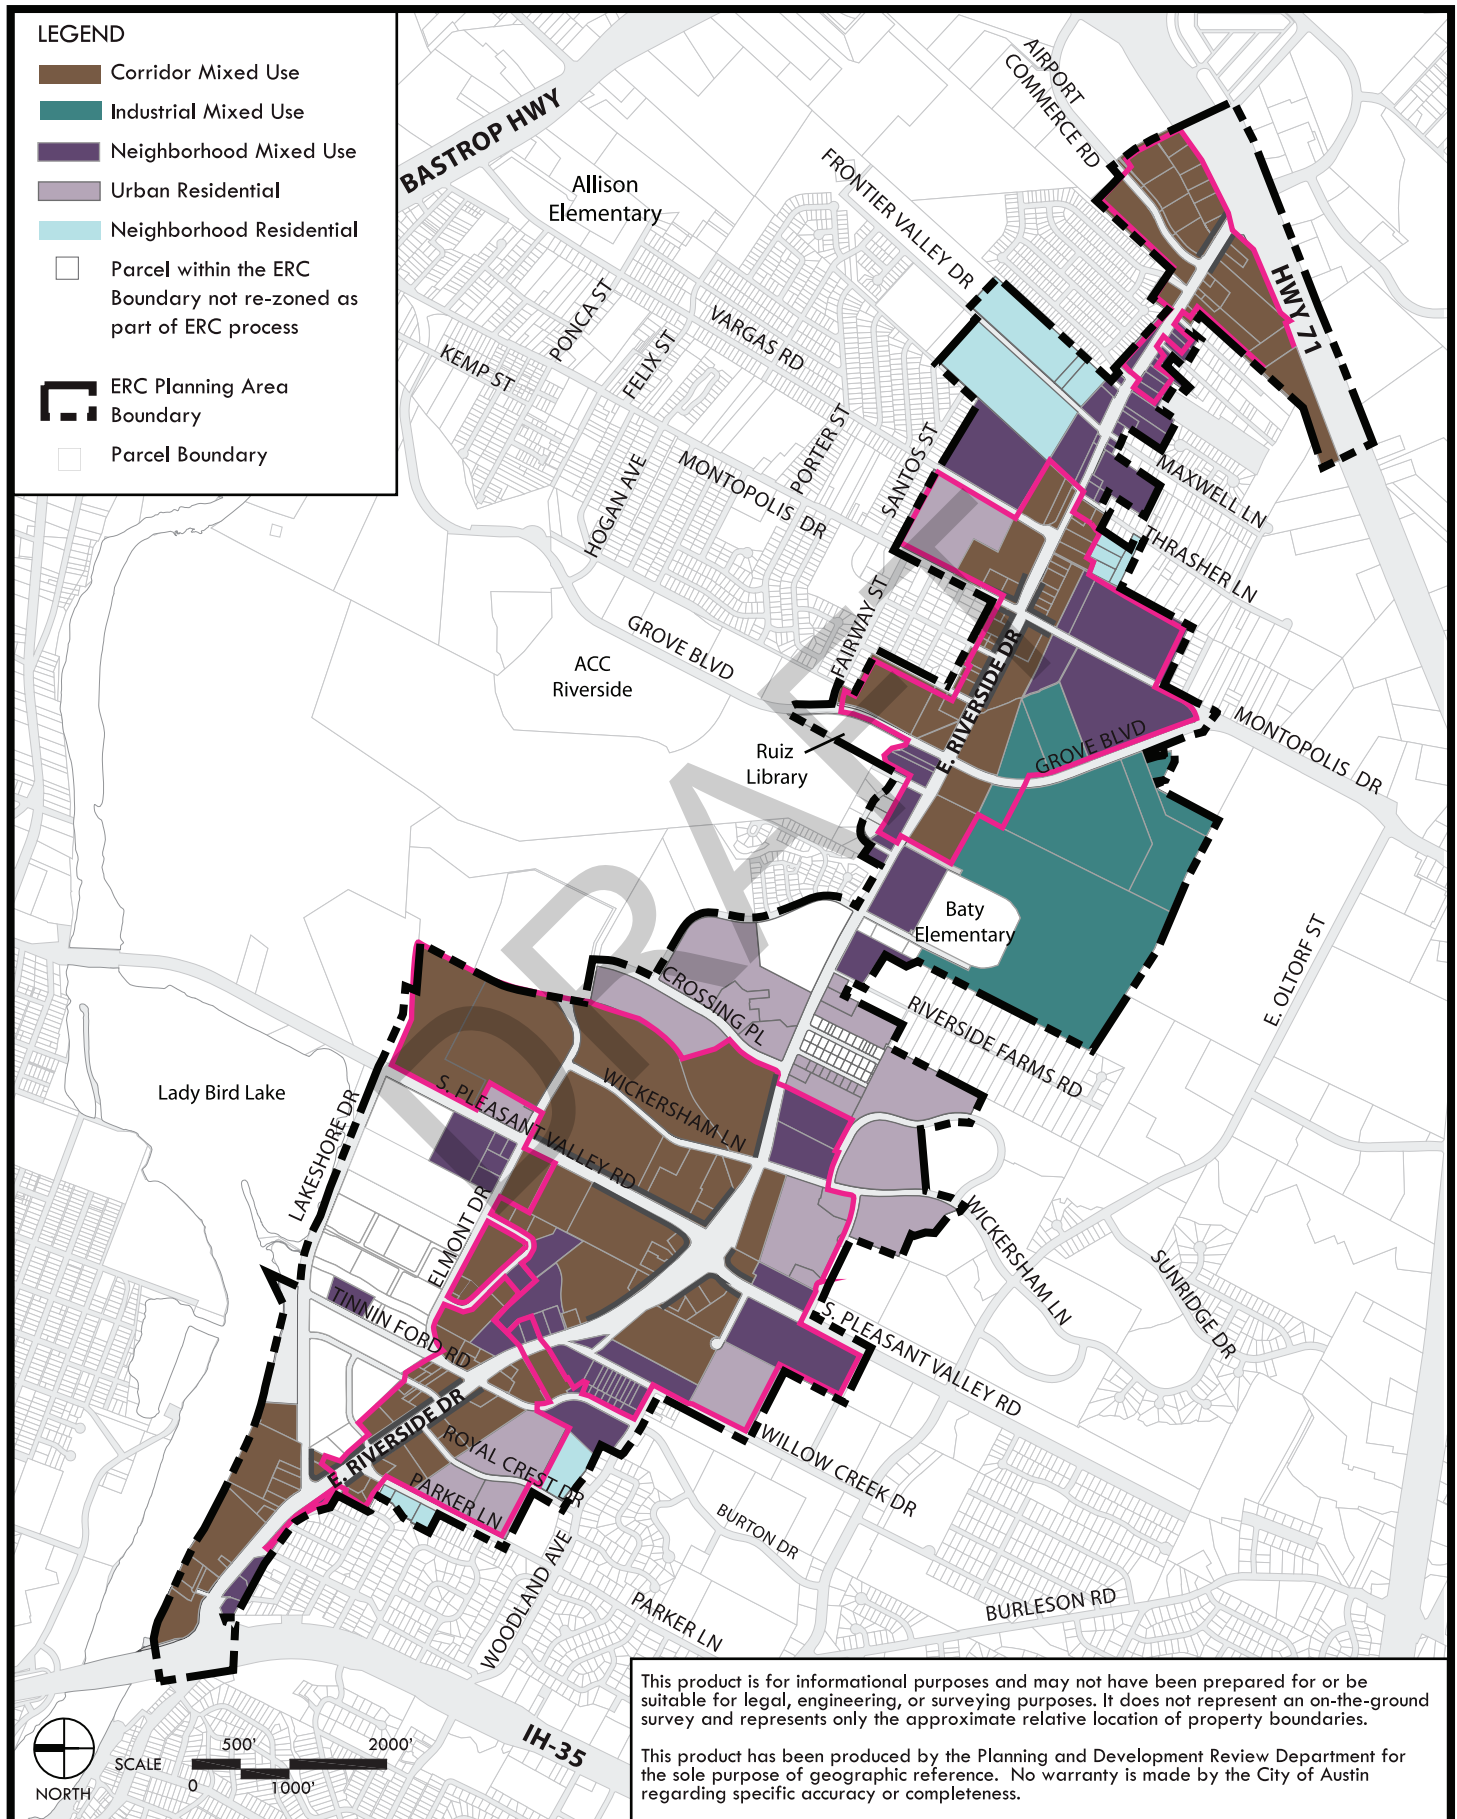 LEGEND
Corridor Mixed Use
Industrial Mixed Use
Neighborhood Mixed Use
Urban Residential
Neighborhood Residential
Parcel within the ERC
Boundary not re-zoned as
part of ERC process
ERC Planning Area
Boundary
Parcel Boundary
BASTROP HWY
AIRPORT
COMMERCE RD
Allison
Elementary
FRONTIER VALLEY DR
HWY 71
PONCA ST
VARGAS RD
FELIX ST
KEMP ST
PORTER ST
SANTOS ST
MONTOPOLIS DR
HOGAN AVE
MAXWELL LN
THRASHER LN
FAIRWAY ST
GROVE BLVD
ACC
Riverside
E. RIVERSIDE DR
Ruiz
Library
GROVE BLVD
MONTOPOLIS DR
DRAFT
Baty
Elementary
E. OLTORF ST
CROSSING PL
RIVERSIDE FARMS RD
Lady Bird Lake
LAKESHORE DR
S. PLEASANT VALLEY RD
WICKERSHAM LN
ELMONT DR
WICKERSHAM LN
SUNRIDGE DR
TINNIN FORD RD
S. PLEASANT VALLEY RD
E. RIVERSIDE DR
ROYAL CREST DR
PARKER LN
WILLOW CREEK DR
BURTON DR
WOODLAND AVE
PARKER LN
BURLESON RD
IH-35
NORTH
SCALE
500'
2000'
0
1000'
This product is for informational purposes and may not have been prepared for or be
suitable for legal, engineering, or surveying purposes. It does not represent an on-the-ground
survey and represents only the approximate relative location of property boundaries.
This product has been produced by the Planning and Development Review Department for
the sole purpose of geographic reference. No warranty is made by the City of Austin
regarding specific accuracy or completeness.